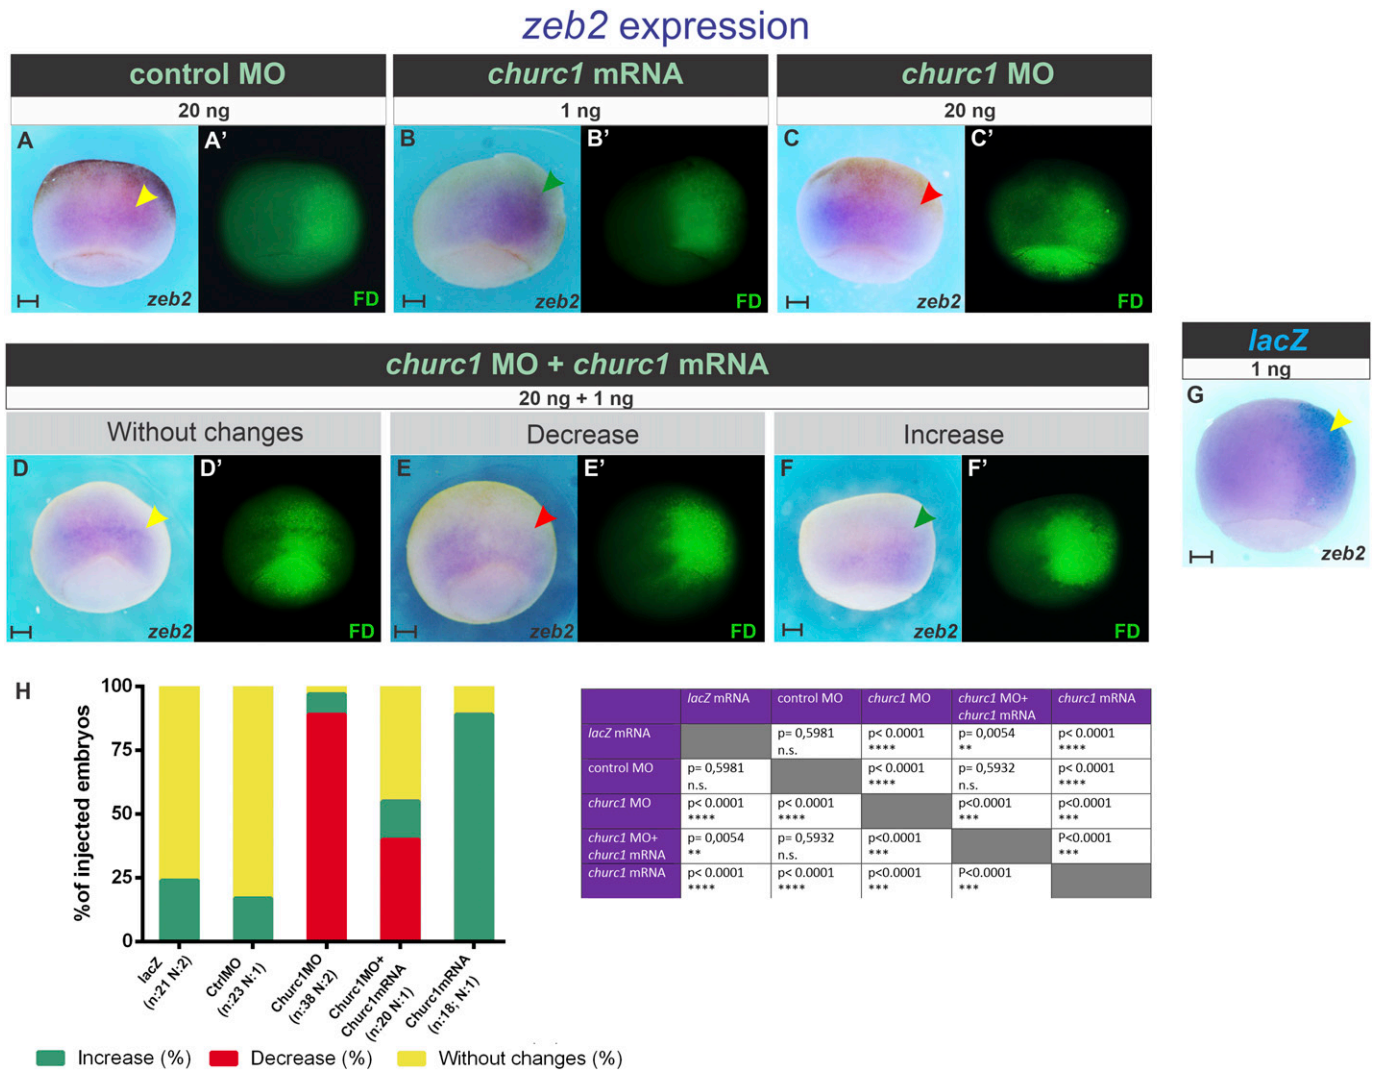 zeb2 expression
control MO
20 ng
churc1 mRNA
1 ng
churc1 MO
20 ng
A
zeb2
A’
FD
B
zeb2
B’
FD
C
zeb2
C’
FD
churc1 MO + churc1 mRNA
20 ng + 1 ng
Without changes
Decrease
Increase
D
zeb2
D’
FD
E
zeb2
E’
FD
F
zeb2
F’
FD
lacZ
1 ng
G
zeb2
H
%of injected embryos
100
75
50
25
0
lacZ
(n:21 N:2)
CtrlMO
(n:23 N:1)
Churc1MO
(n:38 N:2)
Churc1MO+
Churc1mRNA
(n:20 N:1)
Churc1mRNA
(n:18; N:1)
Increase (%) Decrease (%) Without changes (%)
lacZ mRNA control MO churc1 MO churc1 MO+ churc1 mRNA
churc1 mRNA
lacZ mRNA p= 0,5981 p< 0.0001 p= 0,0054 p< 0.0001
n.s. **** ** ****
control MO p= 0,5981 p< 0.0001 p= 0,5932 p< 0.0001
n.s. **** n.s. ****
churc1 MO p< 0.0001 p< 0.0001 p<0.0001 p<0.0001
**** **** *** ***
churc1 MO+ p= 0,0054 p= 0,5932 p<0.0001 P<0.0001
churc1 mRNA ** n.s. *** ***
churc1 mRNA p< 0.0001 p< 0.0001 p<0.0001 P<0.0001
**** **** *** ***